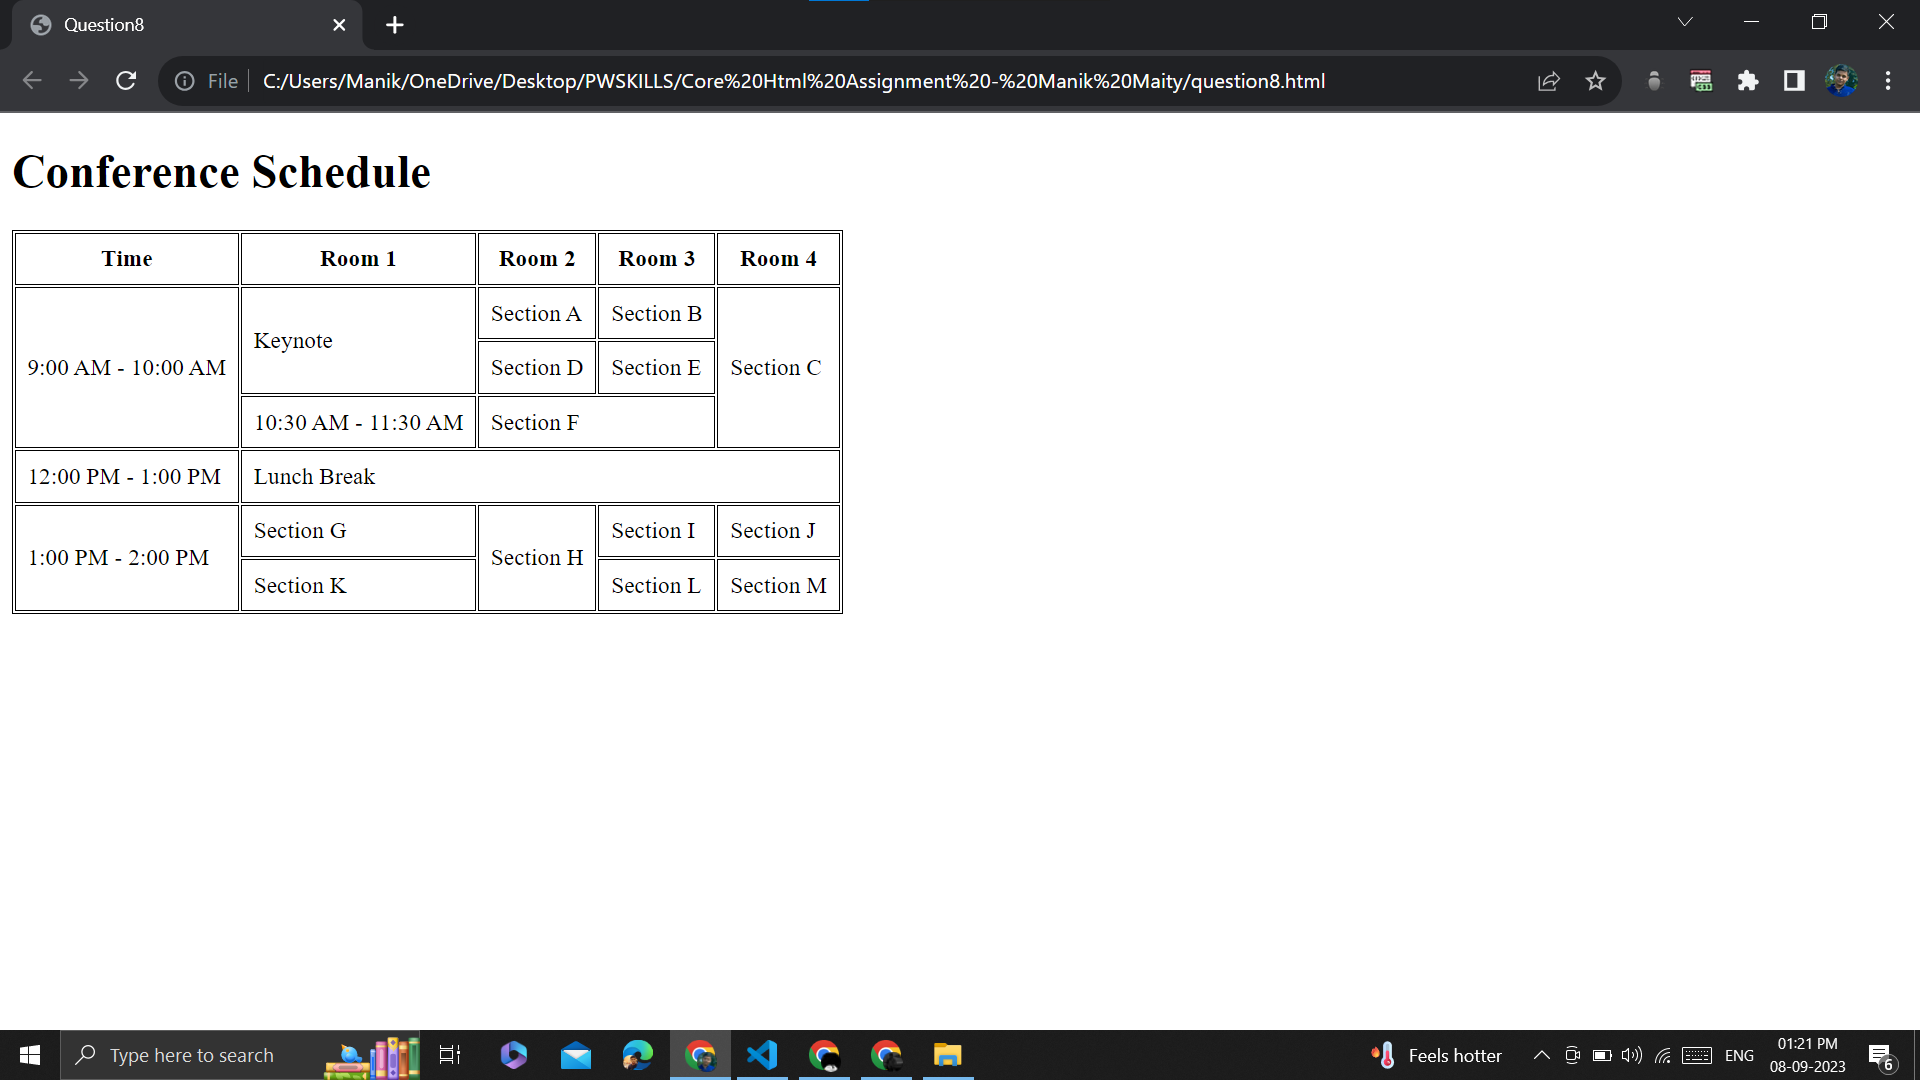 Question8
File C:/Users/Manik/OneDrive/Desktop/PWSKILLS/Core%20Html%20Assignment%20-%20Manik%20Maity/question8.html
Conference Schedule
Time Room 1 Room 2 Room 3 Room 4
9:00 AM - 10:00 AM Keynote Section A Section B Section C
Section D Section E
10:30 AM - 11:30 AM Section F
12:00 PM - 1:00 PM Lunch Break
1:00 PM - 2:00 PM Section G Section H Section I Section J
Section K Section L Section M
Type here to search
Feels hotter
ENG
01:21 PM
08-09-2023
6